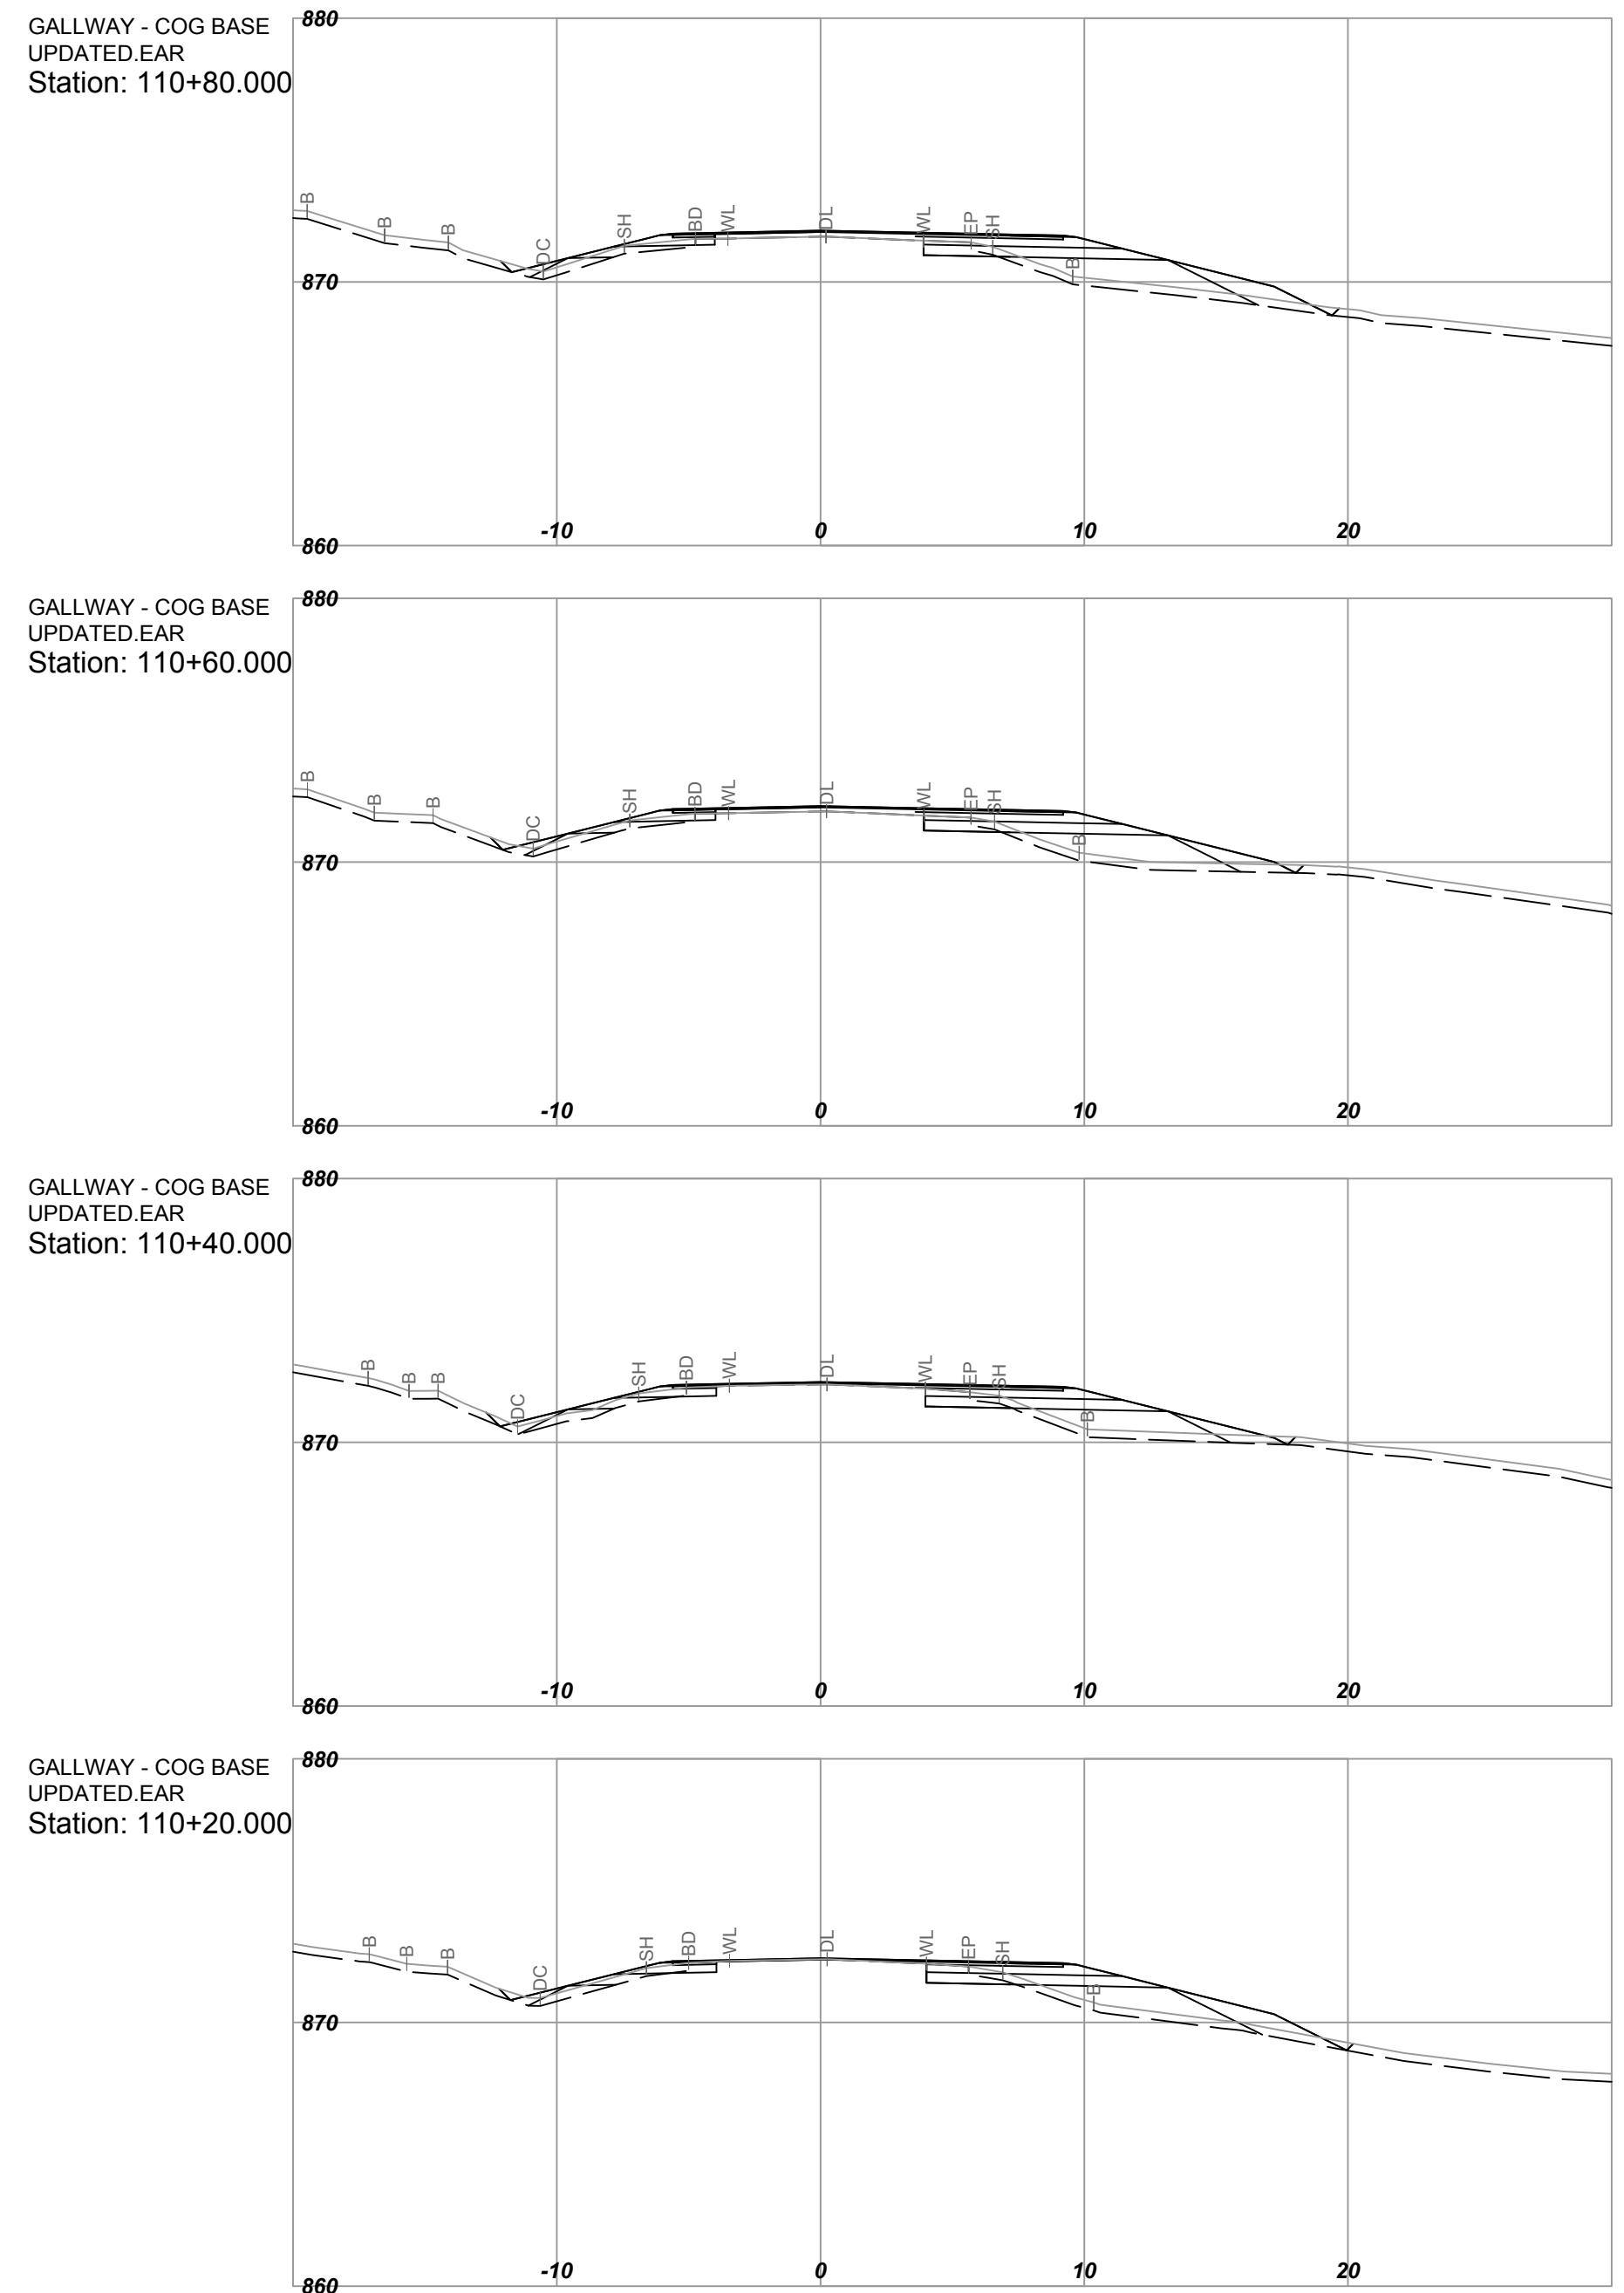 GALLWAY - COG BASE
UPDATED.EAR
Station: 110+80.000
880
B
B
B
DC
SH
BD
WL
DL
WL
EP
SH
B
870
-10
0
10
20
860
GALLWAY - COG BASE
UPDATED.EAR
Station: 110+60.000
880
B
B
B
DC
SH
BD
WL
DL
WL
EP
SH
B
870
-10
0
10
20
860
GALLWAY - COG BASE
UPDATED.EAR
Station: 110+40.000
880
B
B
B
DC
SH
BD
WL
DL
WL
EP
SH
B
870
-10
0
10
20
860
GALLWAY - COG BASE
UPDATED.EAR
Station: 110+20.000
880
B
B
B
DC
SH
BD
WL
DL
WL
EP
SH
B
870
-10
0
10
20
860